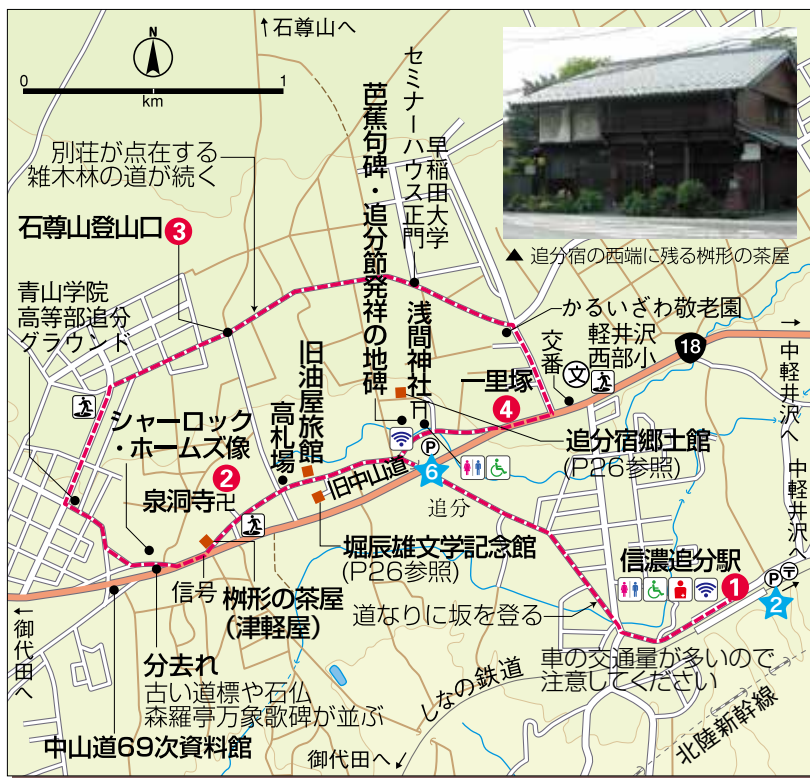 ↑石尊山へ
N
0 1
km
セミナーハウス正門
早稲田大学
芭蕉句碑・追分節発祥の地碑
別荘が点在する
雑木林の道が続く
石尊山登山口 3
▲ 追分宿の西端に残る桝形の茶屋
青山学院
高等部追分
グラウンド
浅間神社
かるいざわ敬老園
交番
軽井沢
西部小
文
18
→中軽井沢へ
中軽井沢へ
旧油屋旅館
高札場
一里塚
4
シャーロック
・ホームズ像
P
追分宿郷土館
(P26参照)
2
泉洞寺卍
旧中山道
6
追分
堀辰雄文学記念館
(P26参照)
信濃追分駅
1
P 〒
2
信号
桝形の茶屋
(津軽屋)
道なりに坂を登る
←御代田へ
分去れ
古い道標や石仏
森羅亭万象歌碑が並ぶ
車の交通量が多いので
注意してください
しなの鉄道
中山道69次資料館
御代田へ
北陸新幹線